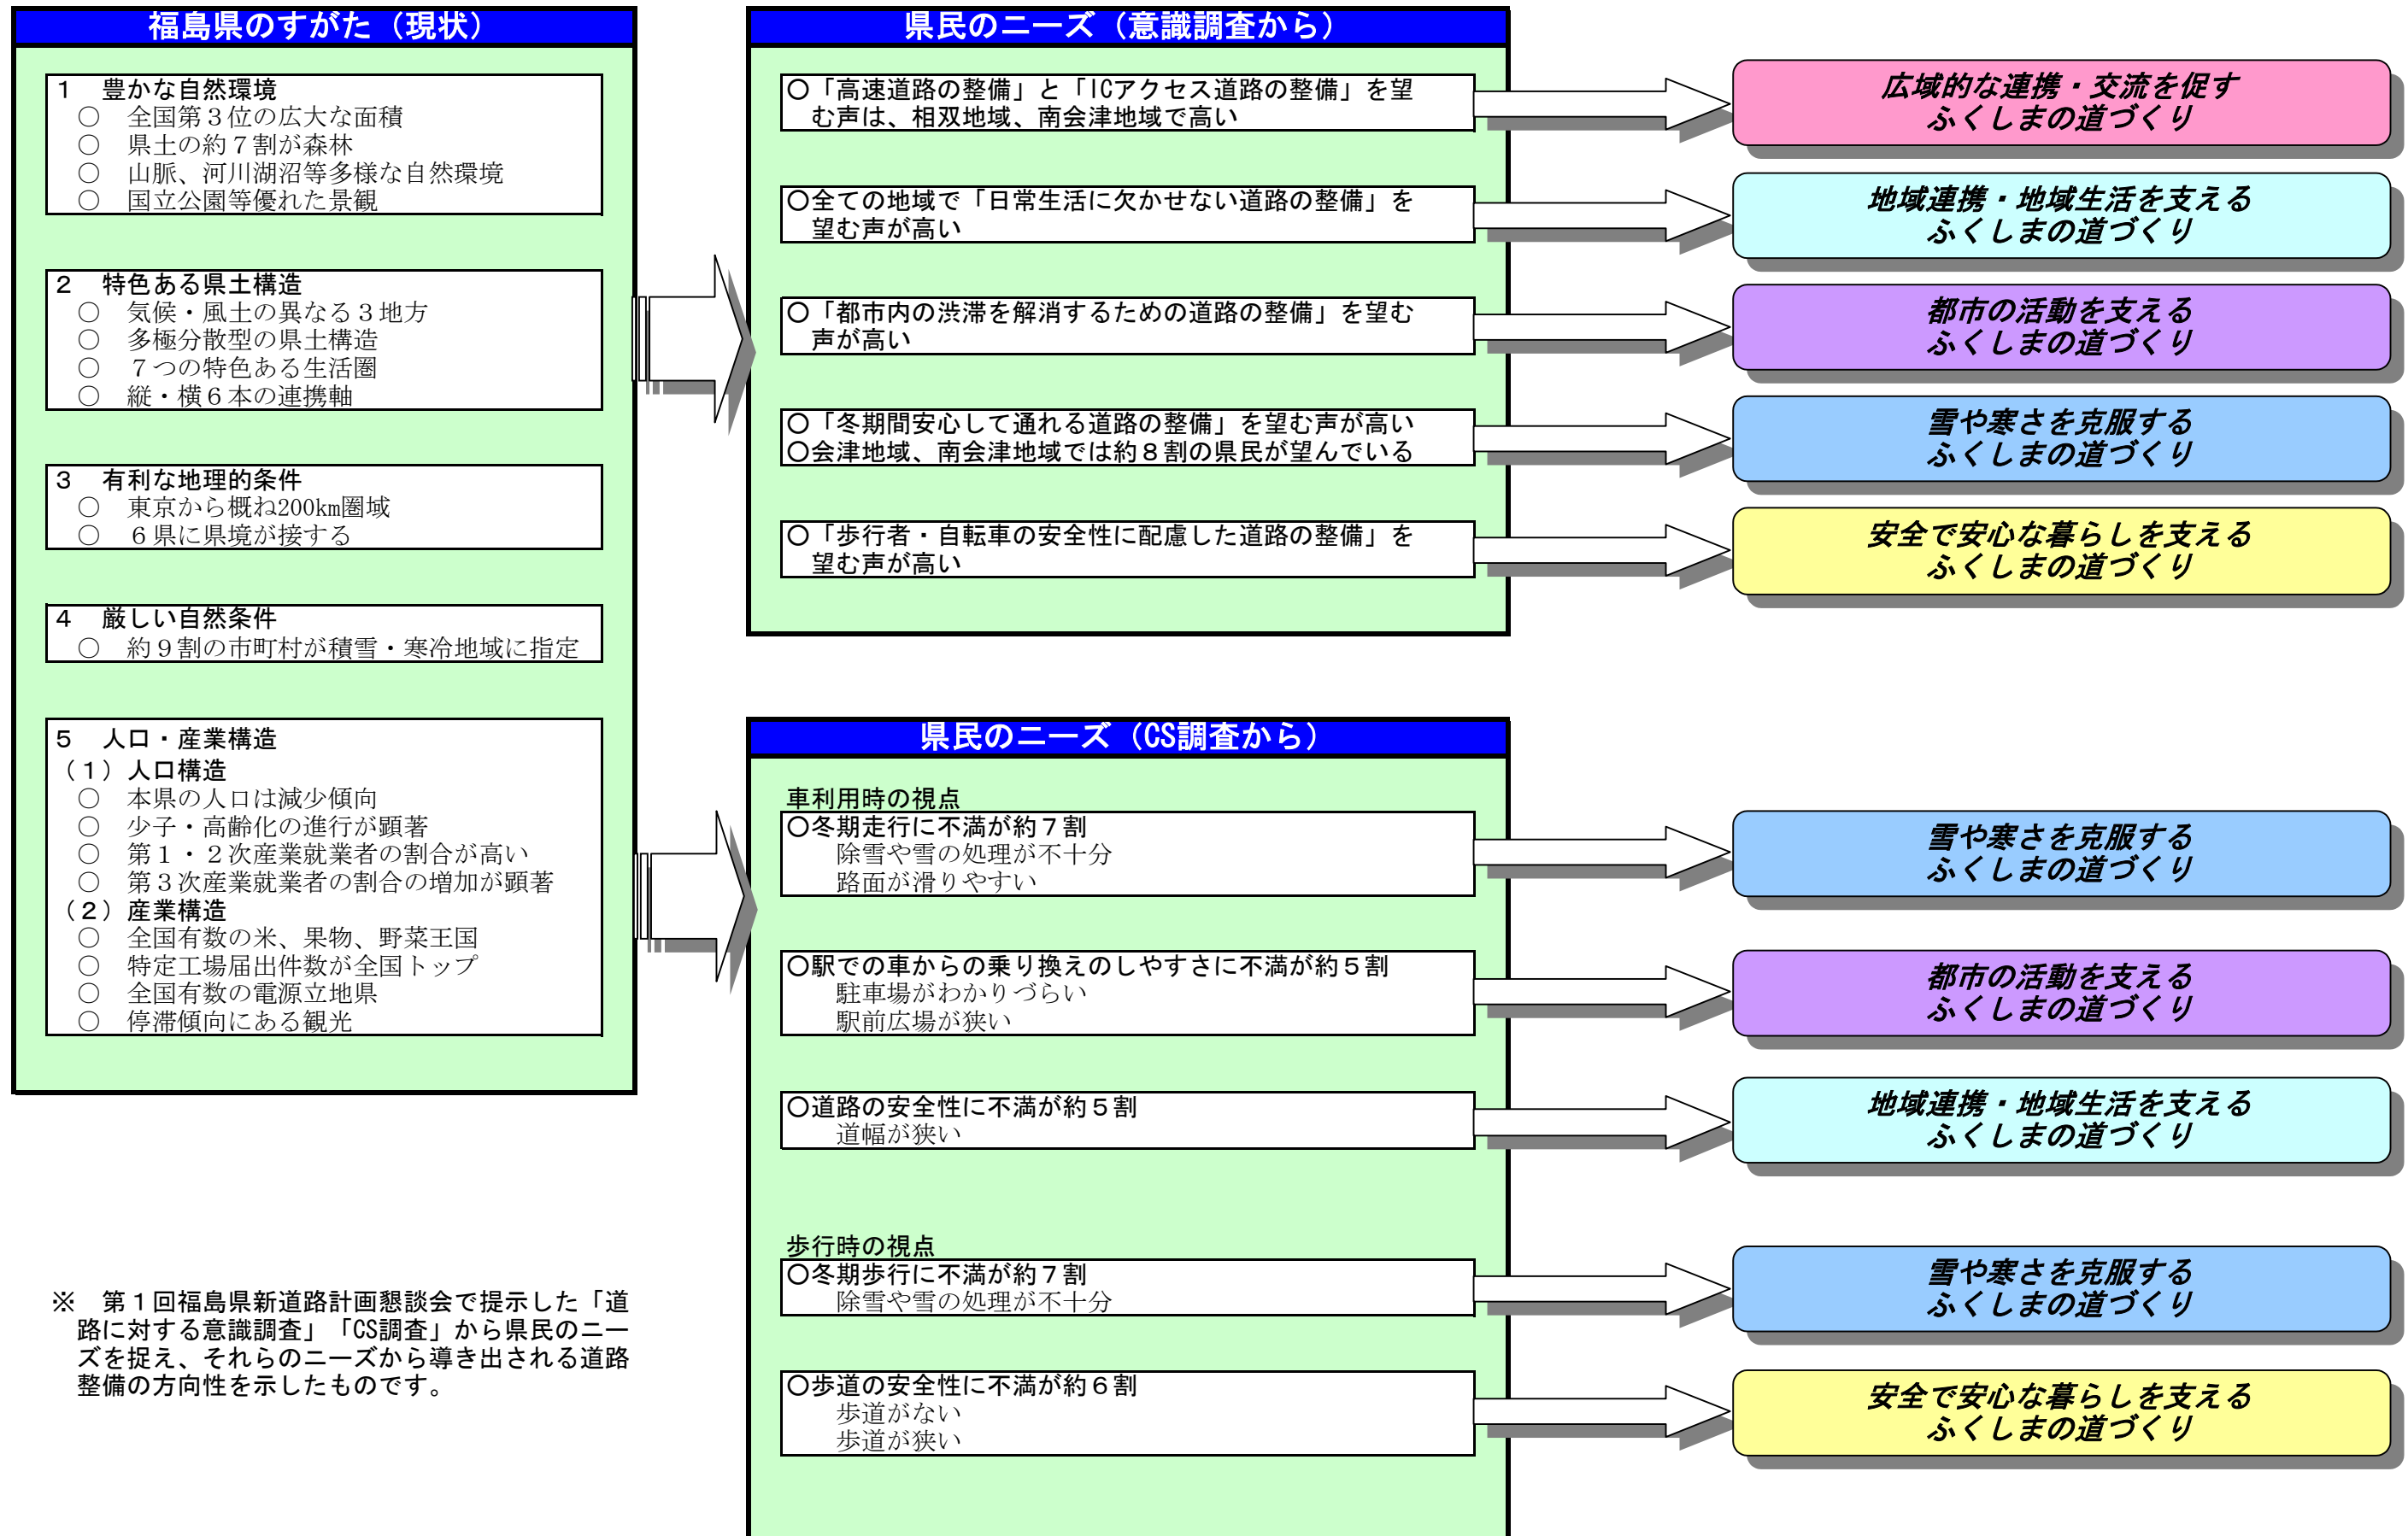 福島県のすがた（現状）
1　豊かな自然環境
○　全国第３位の広大な面積
○　県土の約７割が森林
○　山脈、河川湖沼等多様な自然環境
○　国立公園等優れた景観
2　特色ある県土構造
○　気候・風土の異なる３地方
○　多極分散型の県土構造
○　７つの特色ある生活圏
○　縦・横６本の連携軸
3　有利な地理的条件
○　東京から概ね200km圏域
○　６県に県境が接する
4　厳しい自然条件
○　約９割の市町村が積雪・寒冷地域に指定
5　人口・産業構造
（１）人口構造
○　本県の人口は減少傾向
○　少子・高齢化の進行が顕著
○　第１・２次産業就業者の割合が高い
○　第３次産業就業者の割合の増加が顕著
（２）産業構造
○　全国有数の米、果物、野菜王国
○　特定工場届出件数が全国トップ
○　全国有数の電源立地県
○　停滞傾向にある観光
※　第１回福島県新道路計画懇談会で提示した「道
路に対する意識調査」「CS調査」から県民のニー
ズを捉え、それらのニーズから導き出される道路
整備の方向性を示したものです。
県民のニーズ（意識調査から）
○「高速道路の整備」と「ICアクセス道路の整備」を望
む声は、相双地域、南会津地域で高い
○全ての地域で「日常生活に欠かせない道路の整備」を
望む声が高い
○「都市内の渋滞を解消するための道路の整備」を望む
声が高い
○「冬期間安心して通れる道路の整備」を望む声が高い
○会津地域、南会津地域では約８割の県民が望んでいる
○「歩行者・自転車の安全性に配慮した道路の整備」を
望む声が高い
広域的な連携・交流を促す
ふくしまの道づくり
地域連携・地域生活を支える
ふくしまの道づくり
都市の活動を支える
ふくしまの道づくり
雪や寒さを克服する
ふくしまの道づくり
安全で安心な暮らしを支える
ふくしまの道づくり
県民のニーズ（CS調査から）
車利用時の視点
○冬期走行に不満が約７割
除雪や雪の処理が不十分
路面が滑りやすい
○駅での車からの乗り換えのしやすさに不満が約５割
駐車場がわかりづらい
駅前広場が狭い
○道路の安全性に不満が約５割
道幅が狭い
歩行時の視点
○冬期歩行に不満が約７割
除雪や雪の処理が不十分
○歩道の安全性に不満が約６割
歩道がない
歩道が狭い
雪や寒さを克服する
ふくしまの道づくり
都市の活動を支える
ふくしまの道づくり
地域連携・地域生活を支える
ふくしまの道づくり
雪や寒さを克服する
ふくしまの道づくり
安全で安心な暮らしを支える
ふくしまの道づくり